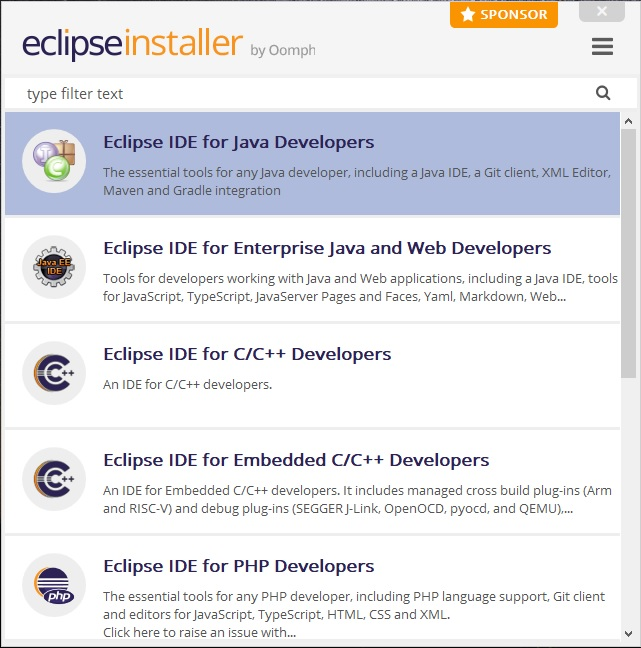 SPONSOR
eclipseinstaller by Oomph
type filter text
Eclipse IDE for Java Developers
The essential tools for any Java developer, including a Java IDE, a Git client, XML Editor,
Maven and Gradle integration
Java EE
IDE
Eclipse IDE for Enterprise Java and Web Developers
Tools for developers working with Java and Web applications, including a Java IDE, tools
for JavaScript, TypeScript, JavaServer Pages and Faces, Yaml, Markdown, Web...
C++
Eclipse IDE for C/C++ Developers
An IDE for C/C++ developers.
C++
Eclipse IDE for Embedded C/C++ Developers
An IDE for Embedded C/C++ developers. It includes managed cross build plug-ins (Arm
and RISC-V) and debug plug-ins (SEGGER J-Link, OpenOCD, pyocd, and QEMU),...
php
Eclipse IDE for PHP Developers
The essential tools for any PHP developer, including PHP language support, Git client
and editors for JavaScript, TypeScript, HTML, CSS and XML.
Click here to raise an issue with...